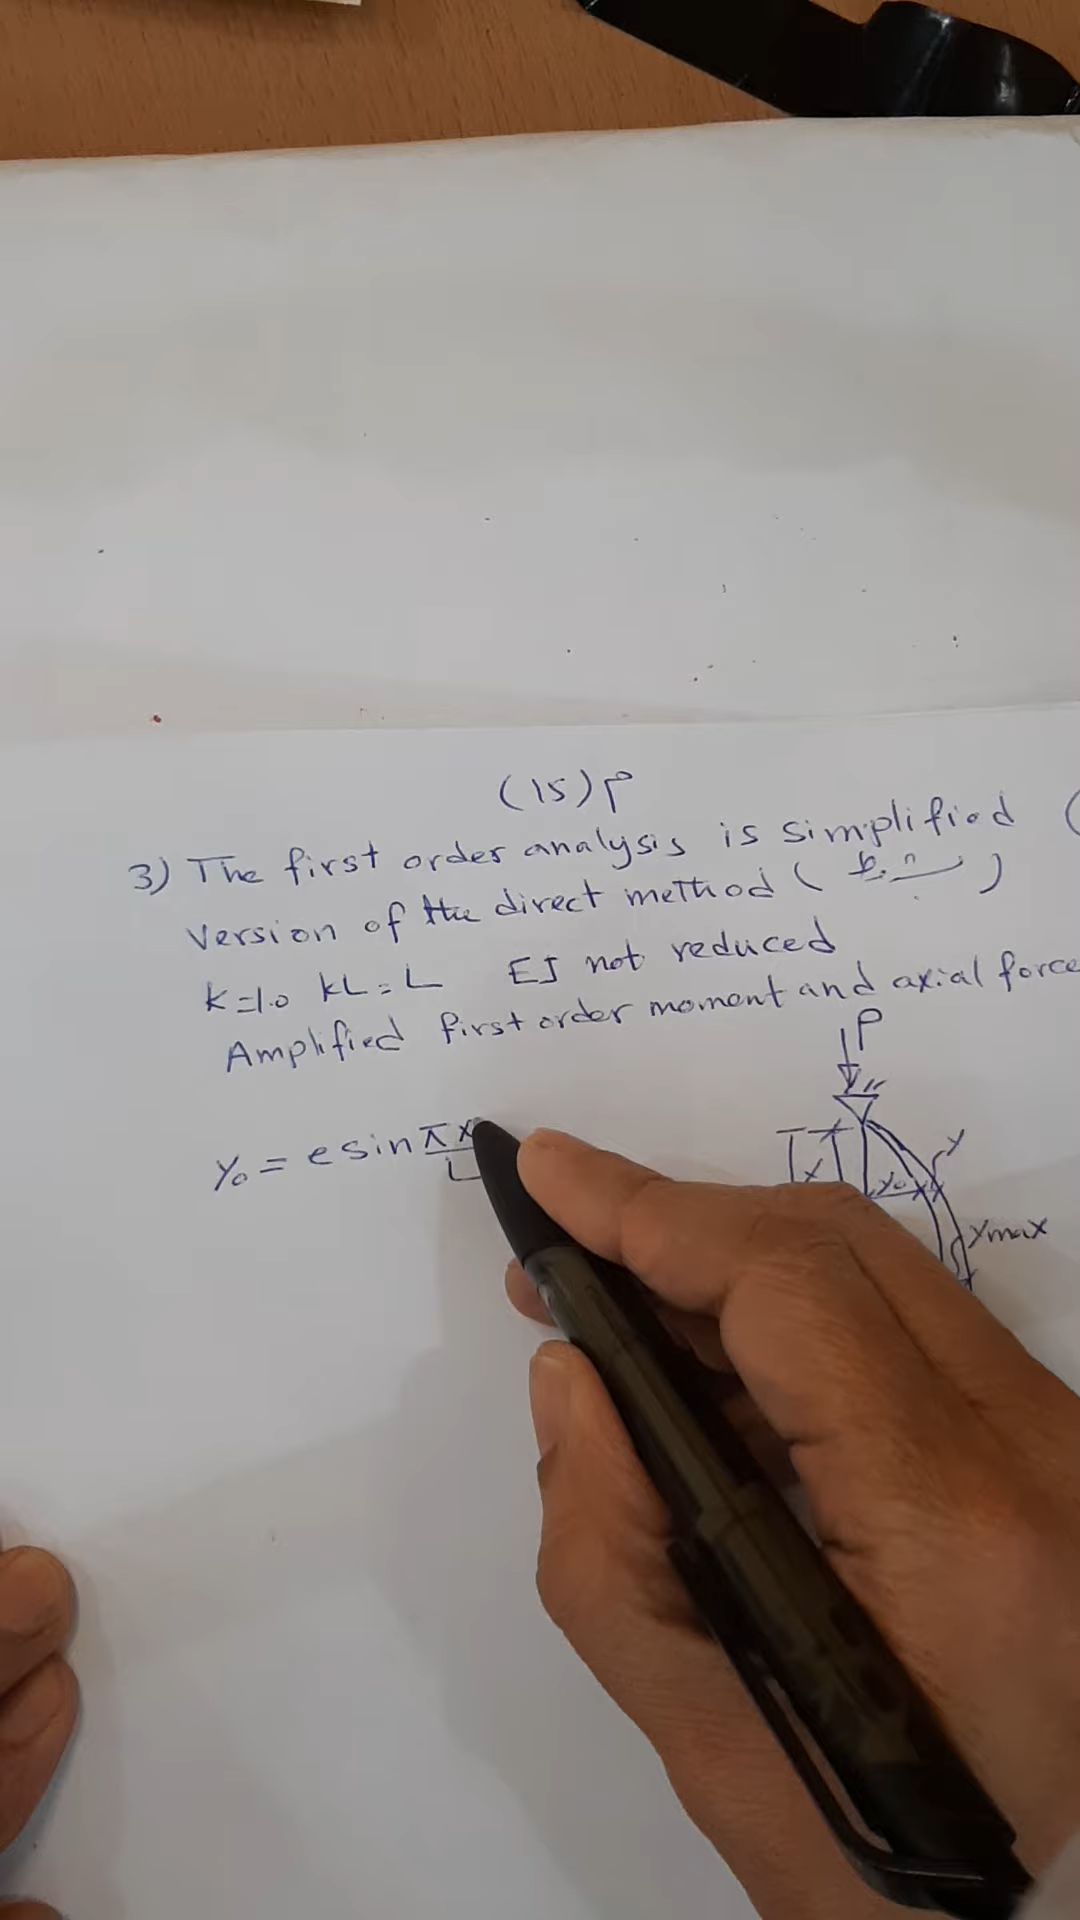 (15) م
3) The first order analysis is simplified (
version of the direct method (
)
K=1.0 KL=L EI not reduced
Amplified first order moment and axial force
P
y₀ = e sin πx
L
y
x
y₀
ymax